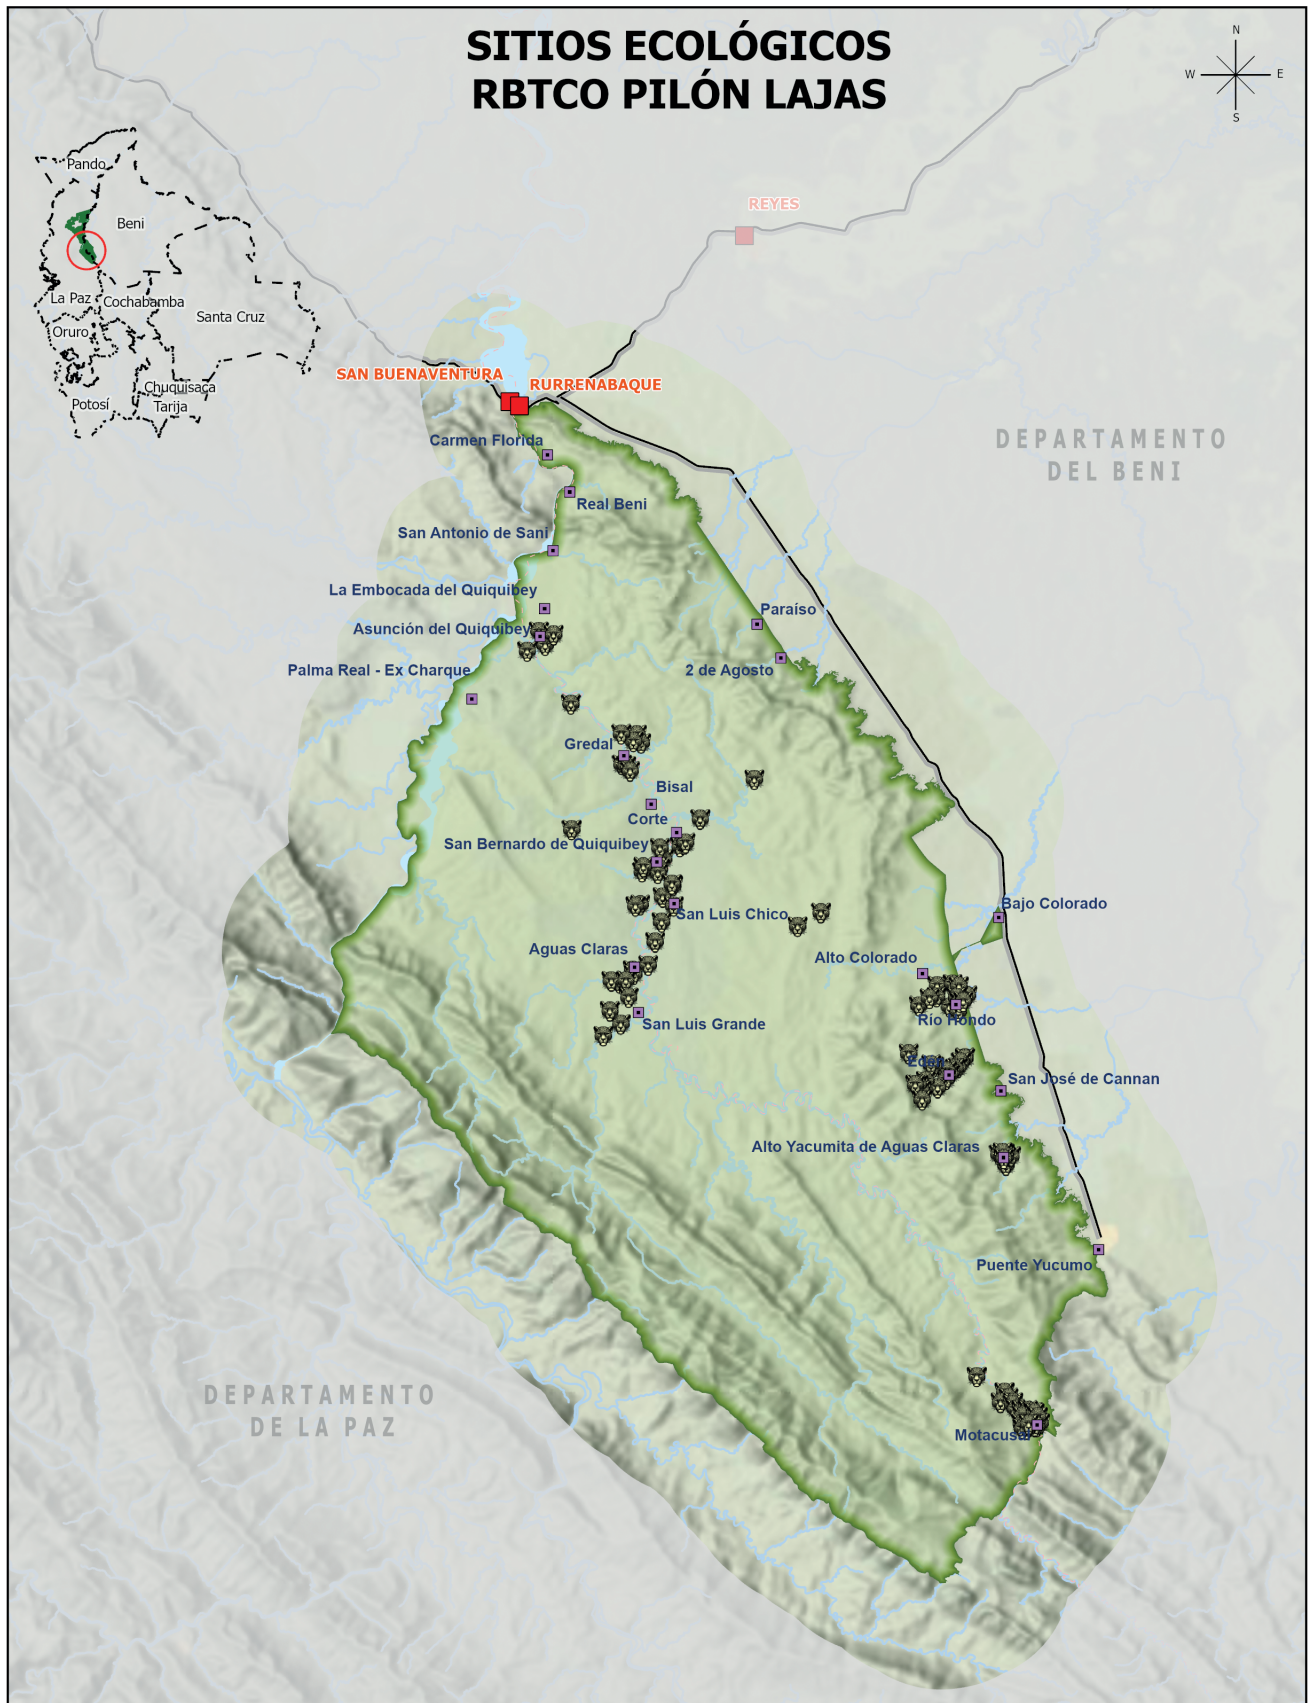 SITIOS ECOLÓGICOS
RBTCO PILÓN LAJAS
N
W
E
S
Pando
Beni
La Paz
Cochabamba
Santa Cruz
Oruro
Chuquisaca
Potosí
Tarija
REYES
SAN BUENAVENTURA
RURRENABAQUE
DEPARTAMENTO
DEL BENI
Carmen Florida
Real Beni
San Antonio de Sani
La Embocada del Quiquibey
Paraíso
Asunción del Quiquibey
Palma Real - Ex Charque
2 de Agosto
Gredal
Bisal
Corte
San Bernardo de Quiquibey
Bajo Colorado
San Luis Chico
Aguas Claras
Alto Colorado
San Luis Grande
Río Hondo
Eden
San José de Cannan
Alto Yacumita de Aguas Claras
Puente Yucumo
DEPARTAMENTO
DE LA PAZ
Motacusal